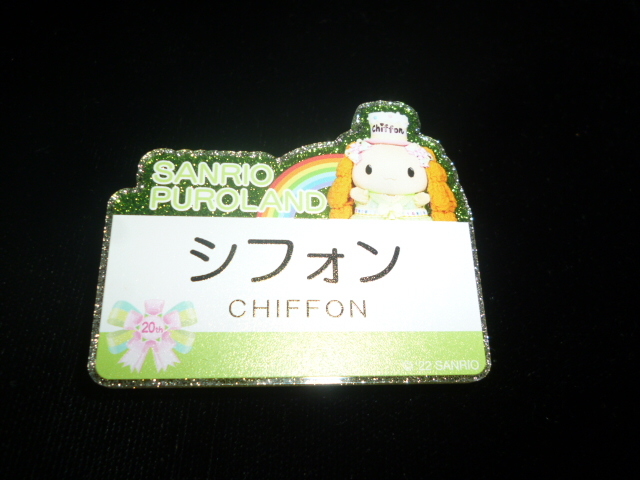 chiffon
SANRIO
PUROLAND
シフォン
CHIFFON
20th
© '22 SANRIO